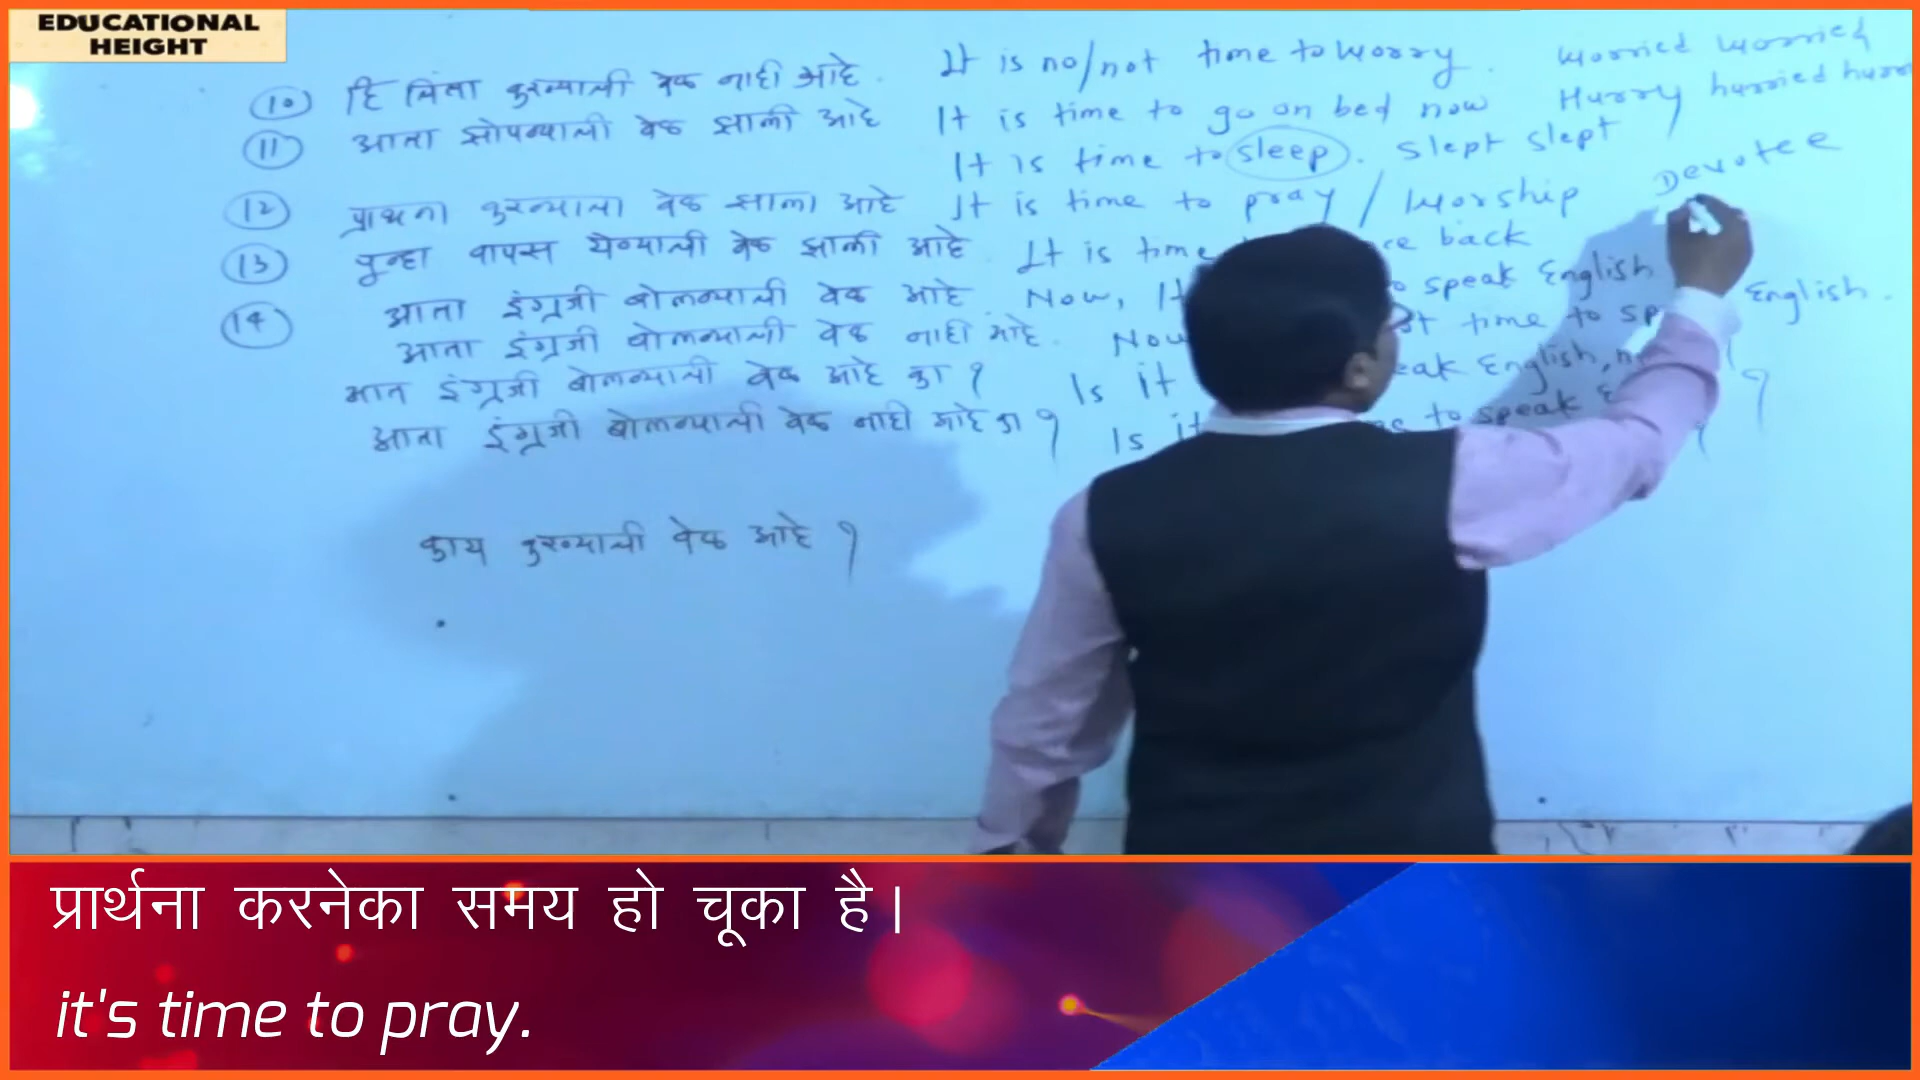 EDUCATIONAL
HEIGHT
(10) हि चिंता करण्याची वेळ नाही आहे. It is no/not time to worry. worried worried
(11) आता झोपण्याची वेळ झाली आहे It is time to go on bed now Hurry hurried
It is time to sleep. slept slept
(12) प्राथना करण्याचा वेळ झाला आहे It is time to pray / worship Devotee
(13) पुन्हा वापस येण्याची वेळ झाली आहे It is time back
(14) आता इंग्रजी बोलण्याची वेळ आहे. Now, It speak English
आता इंग्रजी बोलण्याची वेळ नाही आहे. Now time to English.
आता इंग्रजी बोलण्याची वेळ आहे का ? Is it English,
आता इंग्रजी बोलण्याची वेळ नाही आहे का ? Is it to speak ?
काय करण्याची वेळ आहे ?
प्रार्थना करनेका समय हो चूका है।
it's time to pray.